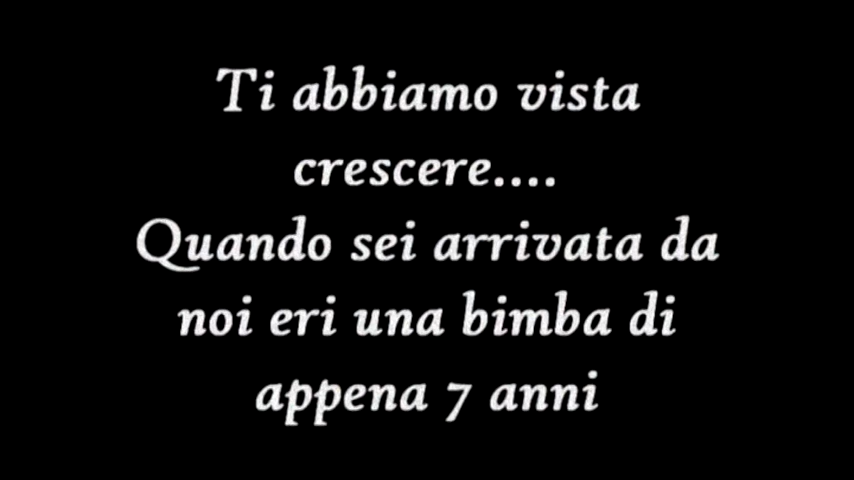 Ti abbiamo vista
crescere....
Quando sei arrivata da
noi eri una bimba di
appena 7 anni